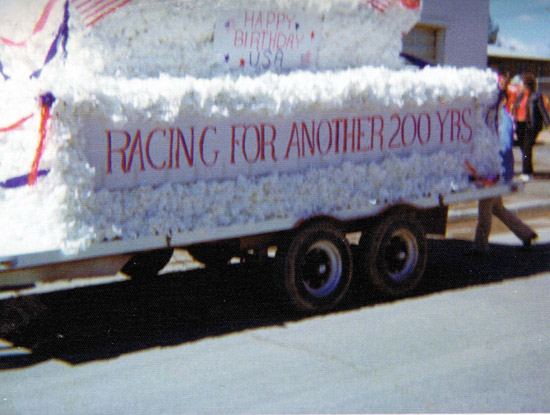 HAPPY
BIRTHDAY
USA
RACING FOR ANOTHER 200 YRS